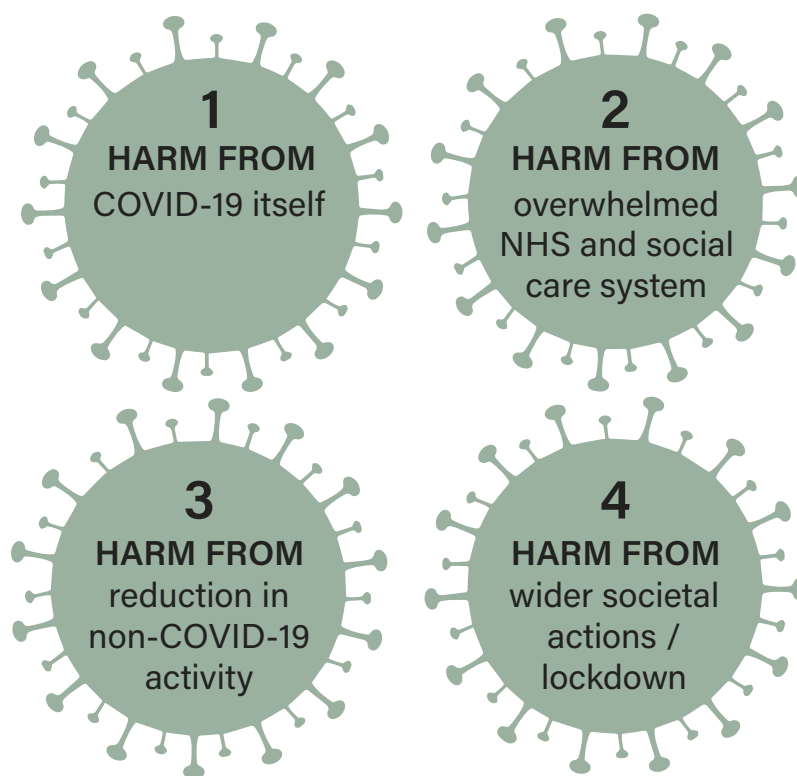 1
HARM FROM
COVID-19 itself
2
HARM FROM
overwhelmed
NHS and social
care system
3
HARM FROM
reduction in
non-COVID-19
activity
4
HARM FROM
wider societal
actions /
lockdown